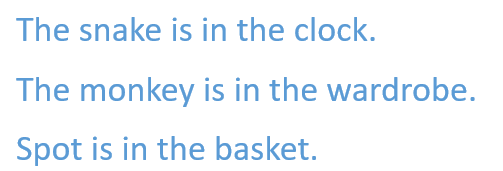 The snake is in the clock.
The monkey is in the wardrobe.
Spot is in the basket.